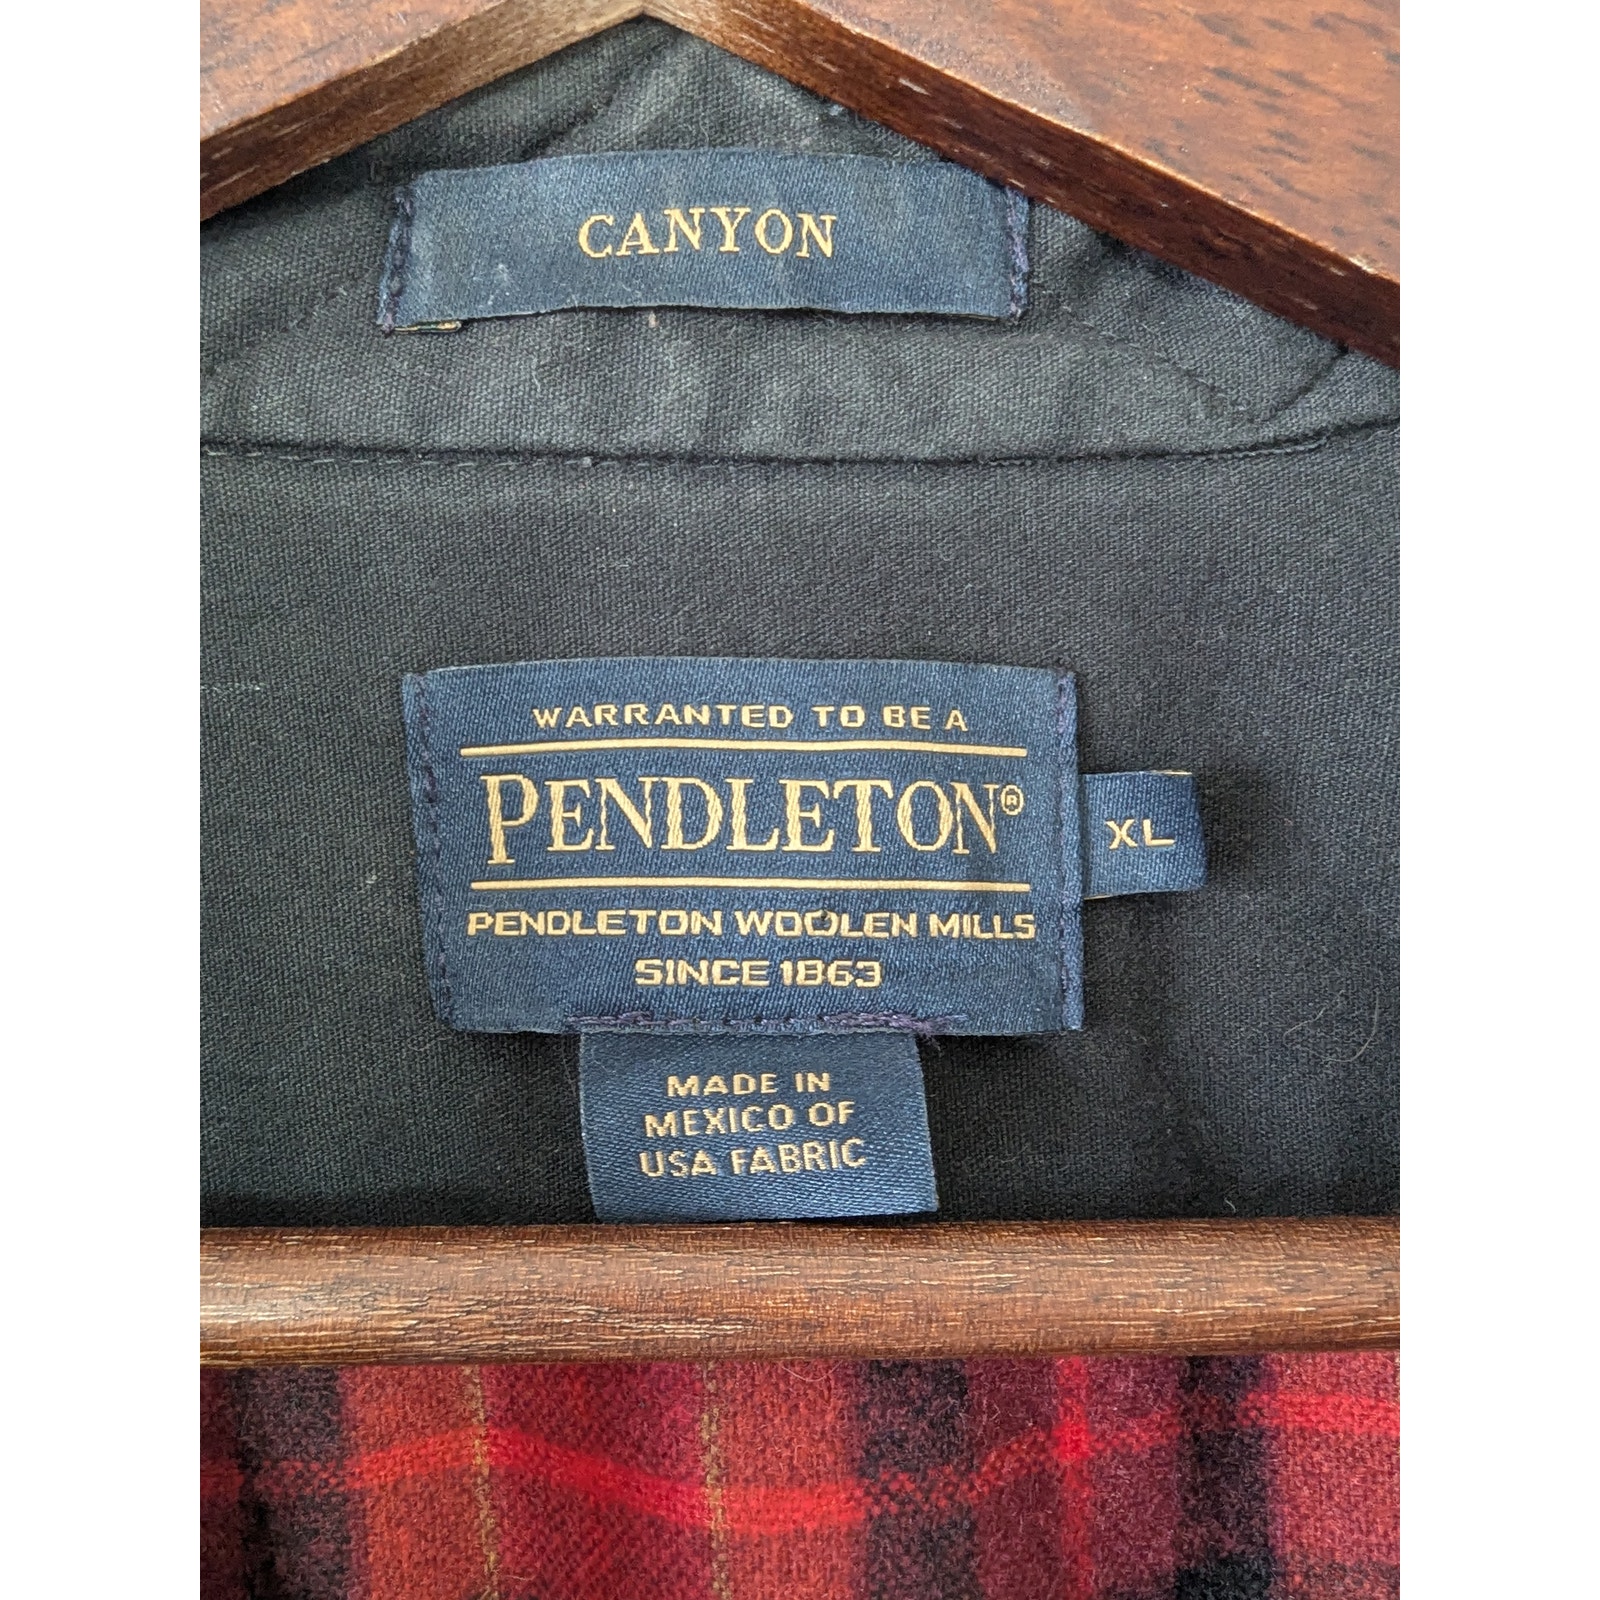 CANYON
WARRANTED TO BE A
PENDLETON®
XL
PENDLETON WOOLEN MILLS
SINCE 1863
MADE IN
MEXICO OF
USA FABRIC